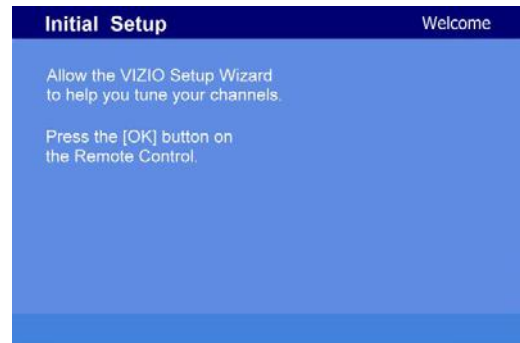 Initial Setup
Welcome
Allow the VIZIO Setup Wizard
to help you tune your channels.
Press the [OK] button on
the Remote Control.